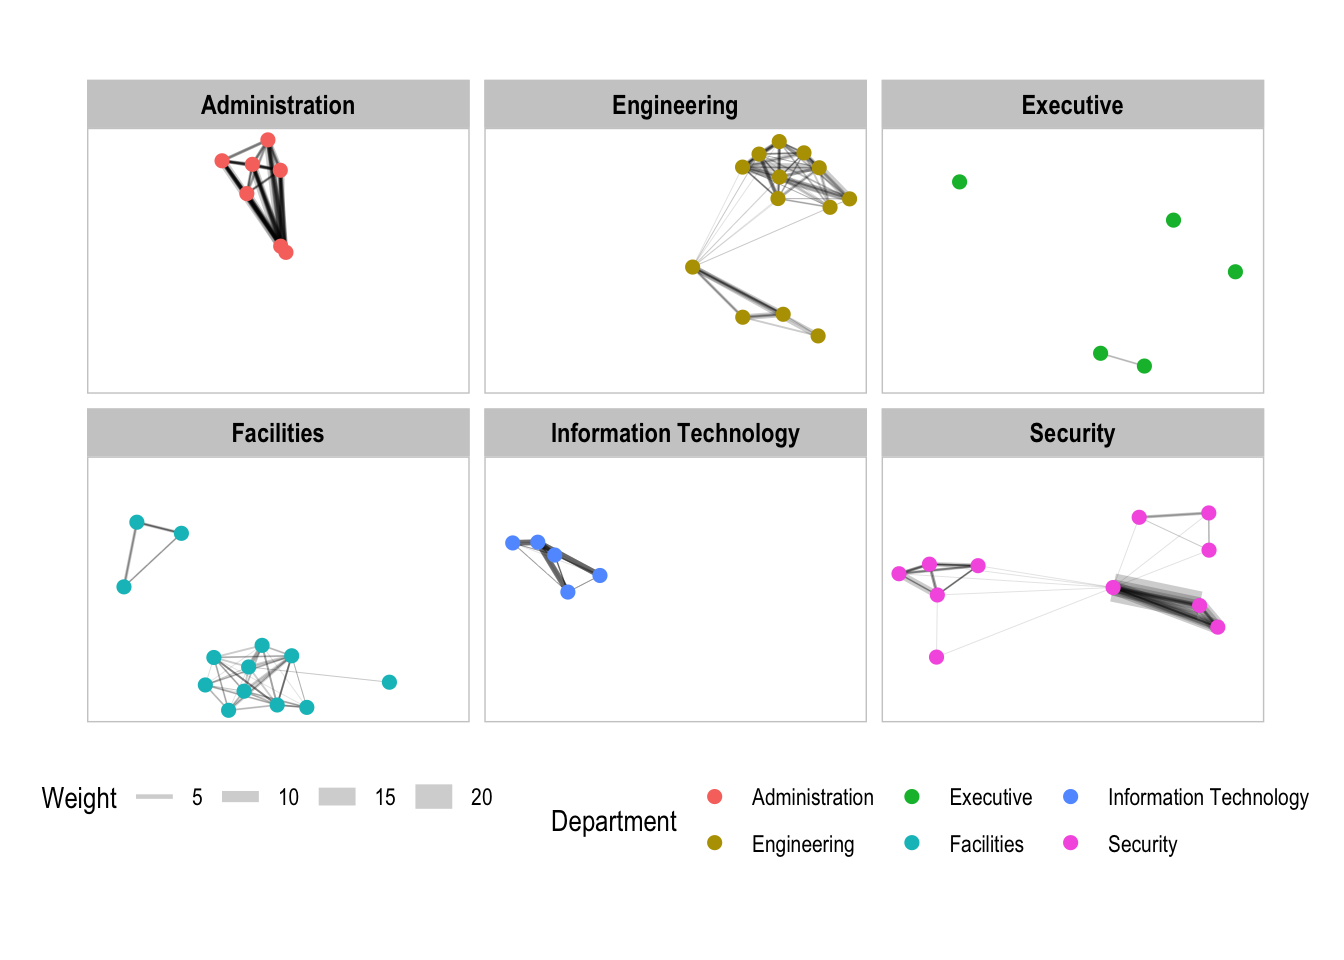 Administration
Engineering
Executive
Facilities
Information Technology
Security
Weight 5 10 15 20
Department
Administration Executive Information Technology
Engineering Facilities Security